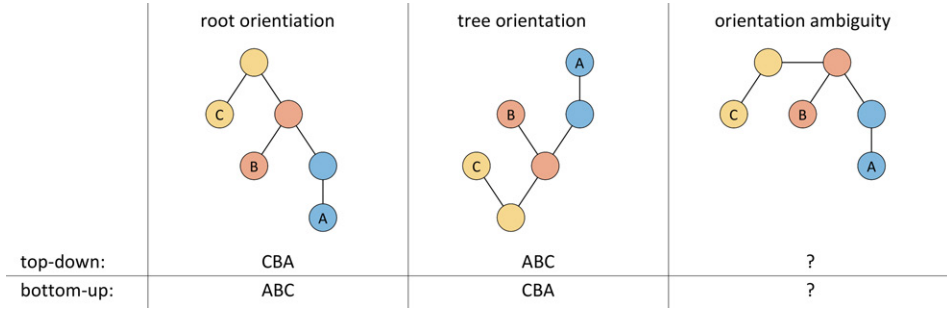 root orientiation tree orientation orientation ambiguity
A
C B B C B
C A
A
top-down: CBA ABC ?
bottom-up: ABC CBA ?